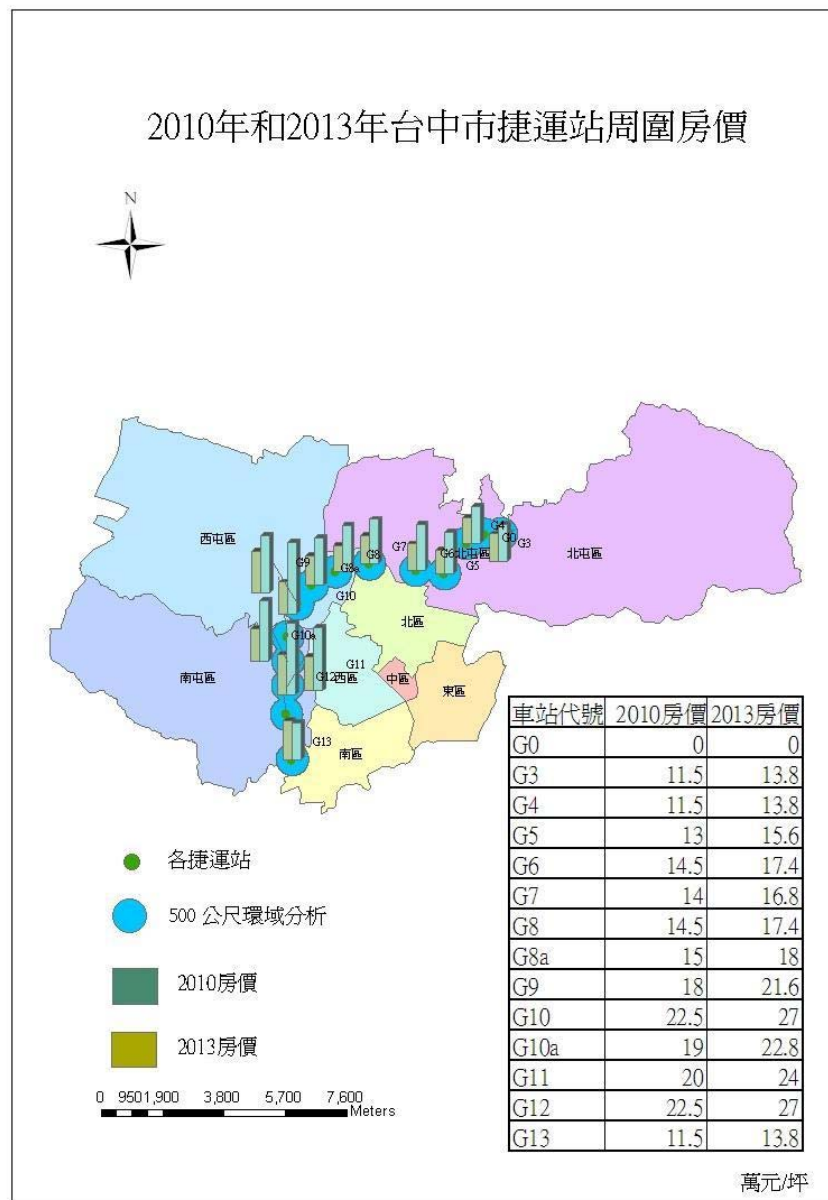 2010年和2013年台中市捷運站周圍房價
N
西屯區
北屯區
北屯區
G4
G0
G3
G7
G6
G5
G8
G8a
G9
G10
北區
G10a
南屯區
G11
G12
西區
中區
東區
G13
南區
各捷運站
500 公尺環域分析
2010房價
2013房價
0 9501,900 3,800 5,700 7,600
Meters
車站代號 2010房價 2013房價
G0 0 0
G3 11.5 13.8
G4 11.5 13.8
G5 13 15.6
G6 14.5 17.4
G7 14 16.8
G8 14.5 17.4
G8a 15 18
G9 18 21.6
G10 22.5 27
G10a 19 22.8
G11 20 24
G12 22.5 27
G13 11.5 13.8
萬元/坪